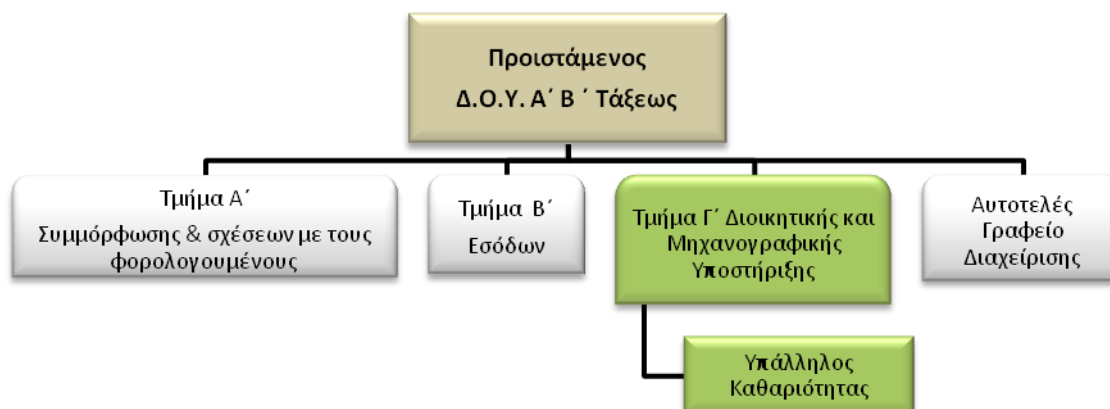 Προιστάμενος
Δ.Ο.Υ. Α΄ Β ΄ Τάξεως
Τμήμα Α΄
Συμμόρφωσης & σχέσεων με τους
φορολογουμένους
Τμήμα Β΄
Εσόδων
Τμήμα Γ΄ Διοικητικής και
Μηχανογραφικής
Υποστήριξης
Αυτοτελές
Γραφείο
Διαχείρισης
Υπάλληλος
Καθαριότητας